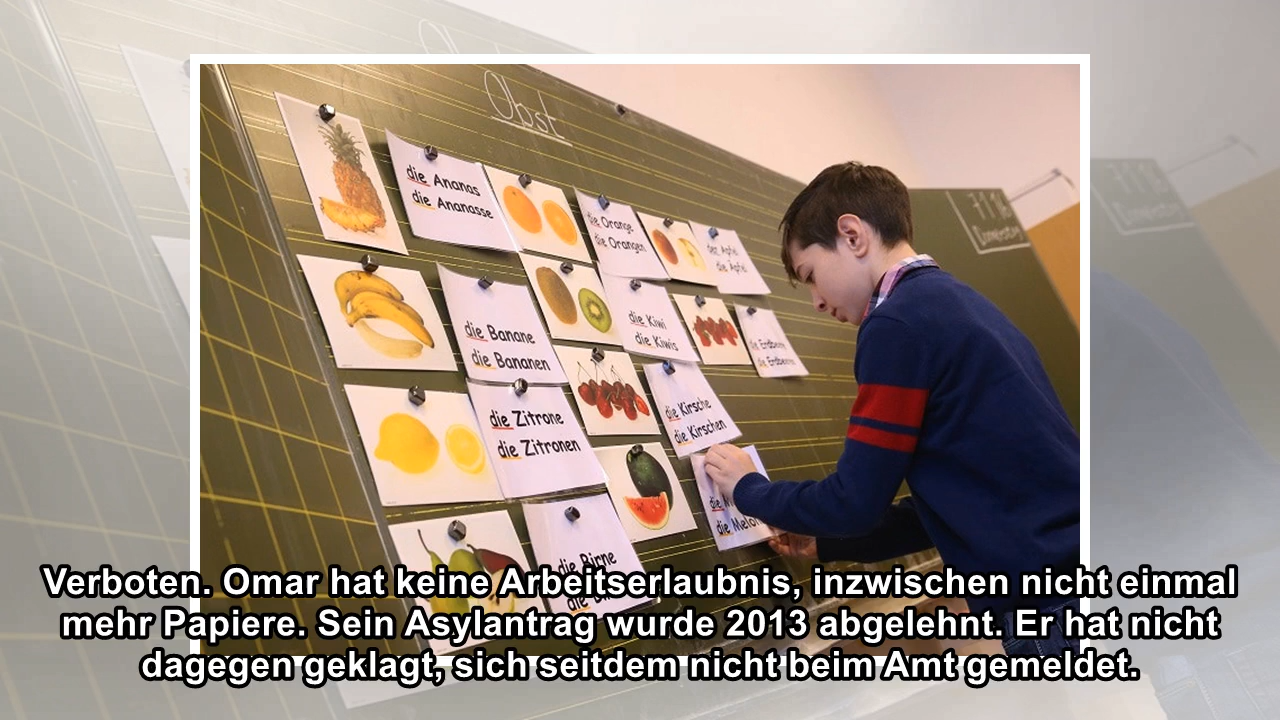 Obst
die Ananas
die Ananasse
die Orange
die Orangen
der Apfel
die Äpfel
die Banane
die Bananen
die Kiwi
die Kiwis
die Erdbeere
die Erdbeeren
die Zitrone
die Zitronen
die Kirsche
die Kirschen
die
die
die Birne
die
Donnerstag
Verboten. Omar hat keine Arbeitserlaubnis, inzwischen nicht einmal
mehr Papiere. Sein Asylantrag wurde 2013 abgelehnt. Er hat nicht
dagegen geklagt, sich seitdem nicht beim Amt gemeldet.